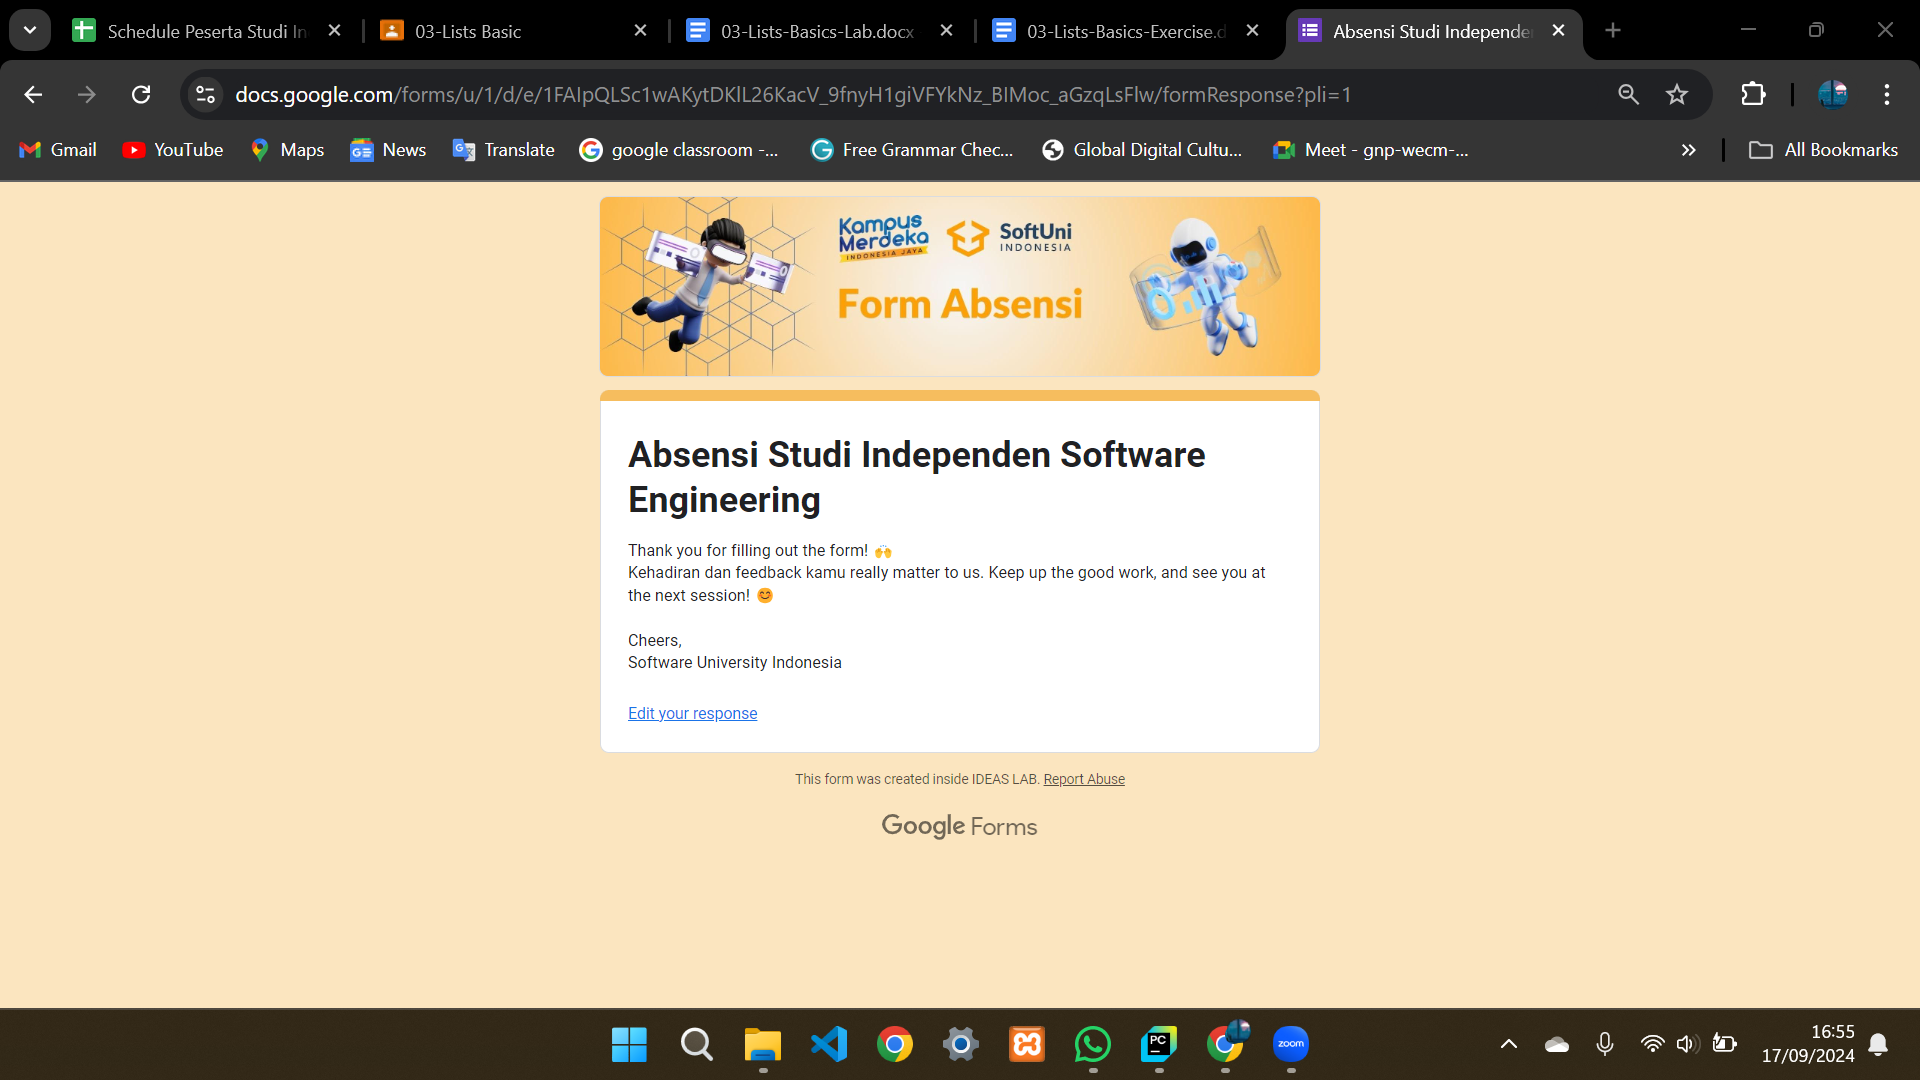 Schedule Peserta Studi In
03-Lists Basic
03-Lists-Basics-Lab.docx
03-Lists-Basics-Exercise.d
Absensi Studi Independen
docs.google.com/forms/u/1/d/e/1FAIpQLSc1wAKytDKlL26KacV_9fnyH1giVFYkNz_BIMoc_aGzqLsFlw/formResponse?pli=1
Gmail
YouTube
Maps
News
Translate
google classroom -...
Free Grammar Chec...
Global Digital Cultu...
Meet - gnp-wecm-...
All Bookmarks
Kampus
Merdeka
INDONESIA JAYA
SoftUni
INDONESIA
Form Absensi
Absensi Studi Independen Software
Engineering
Thank you for filling out the form! 🙌
Kehadiran dan feedback kamu really matter to us. Keep up the good work, and see you at
the next session! 😊
Cheers,
Software University Indonesia
Edit your response
This form was created inside IDEAS LAB. Report Abuse
Google Forms
PC
zoom
16:55
17/09/2024